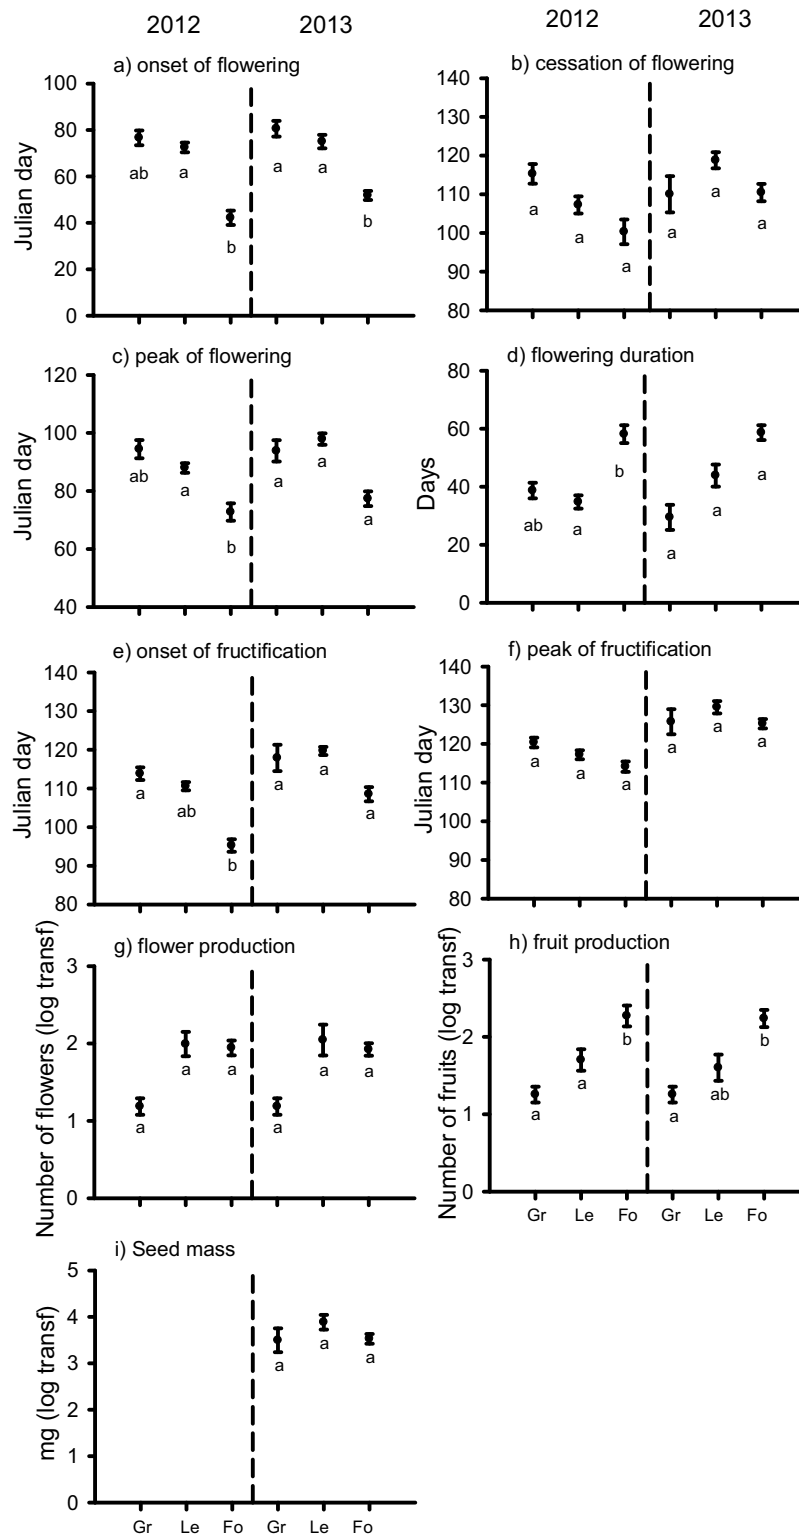 2012 2013 2012 2013
a) onset of flowering
100
80
60
40
20
0
Julian day
ab a b a a b
b) cessation of flowering
140
130
120
110
100
90
80
a a a a a a
c) peak of flowering
120
100
80
60
40
Julian day
ab a b a a a
d) flowering duration
80
60
40
20
0
Days
ab a b a a a
e) onset of fructification
140
130
120
110
100
90
80
Julian day
a ab b a a a
f) peak of fructification
140
130
120
110
100
90
80
Julian day
a a a a a a
g) flower production
3
2
1
0
Number of flowers (log transf)
a a a a a a
h) fruit production
3
2
1
0
Number of fruits (log transf)
a a b a ab b
Gr Le Fo Gr Le Fo
i) Seed mass
5
4
3
2
1
0
mg (log transf)
a a a
Gr Le Fo Gr Le Fo